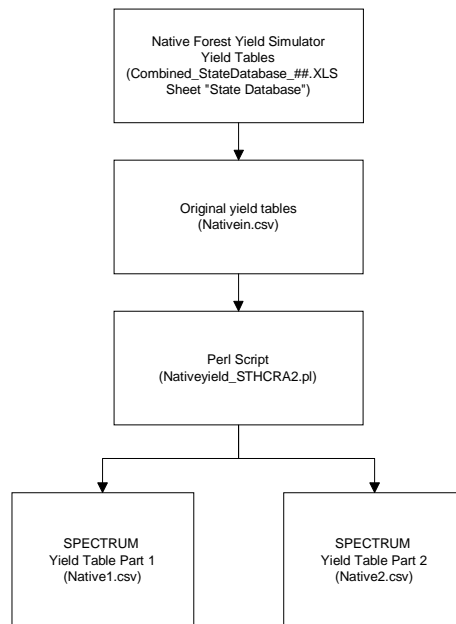 Native Forest Yield Simulator
Yield Tables
(Combined_StateDatabase_##.XLS
Sheet "State Database")
Original yield tables
(Nativein.csv)
Perl Script
(Nativeyield_STHCRA2.pl)
SPECTRUM
Yield Table Part 1
(Native1.csv)
SPECTRUM
Yield Table Part 2
(Native2.csv)